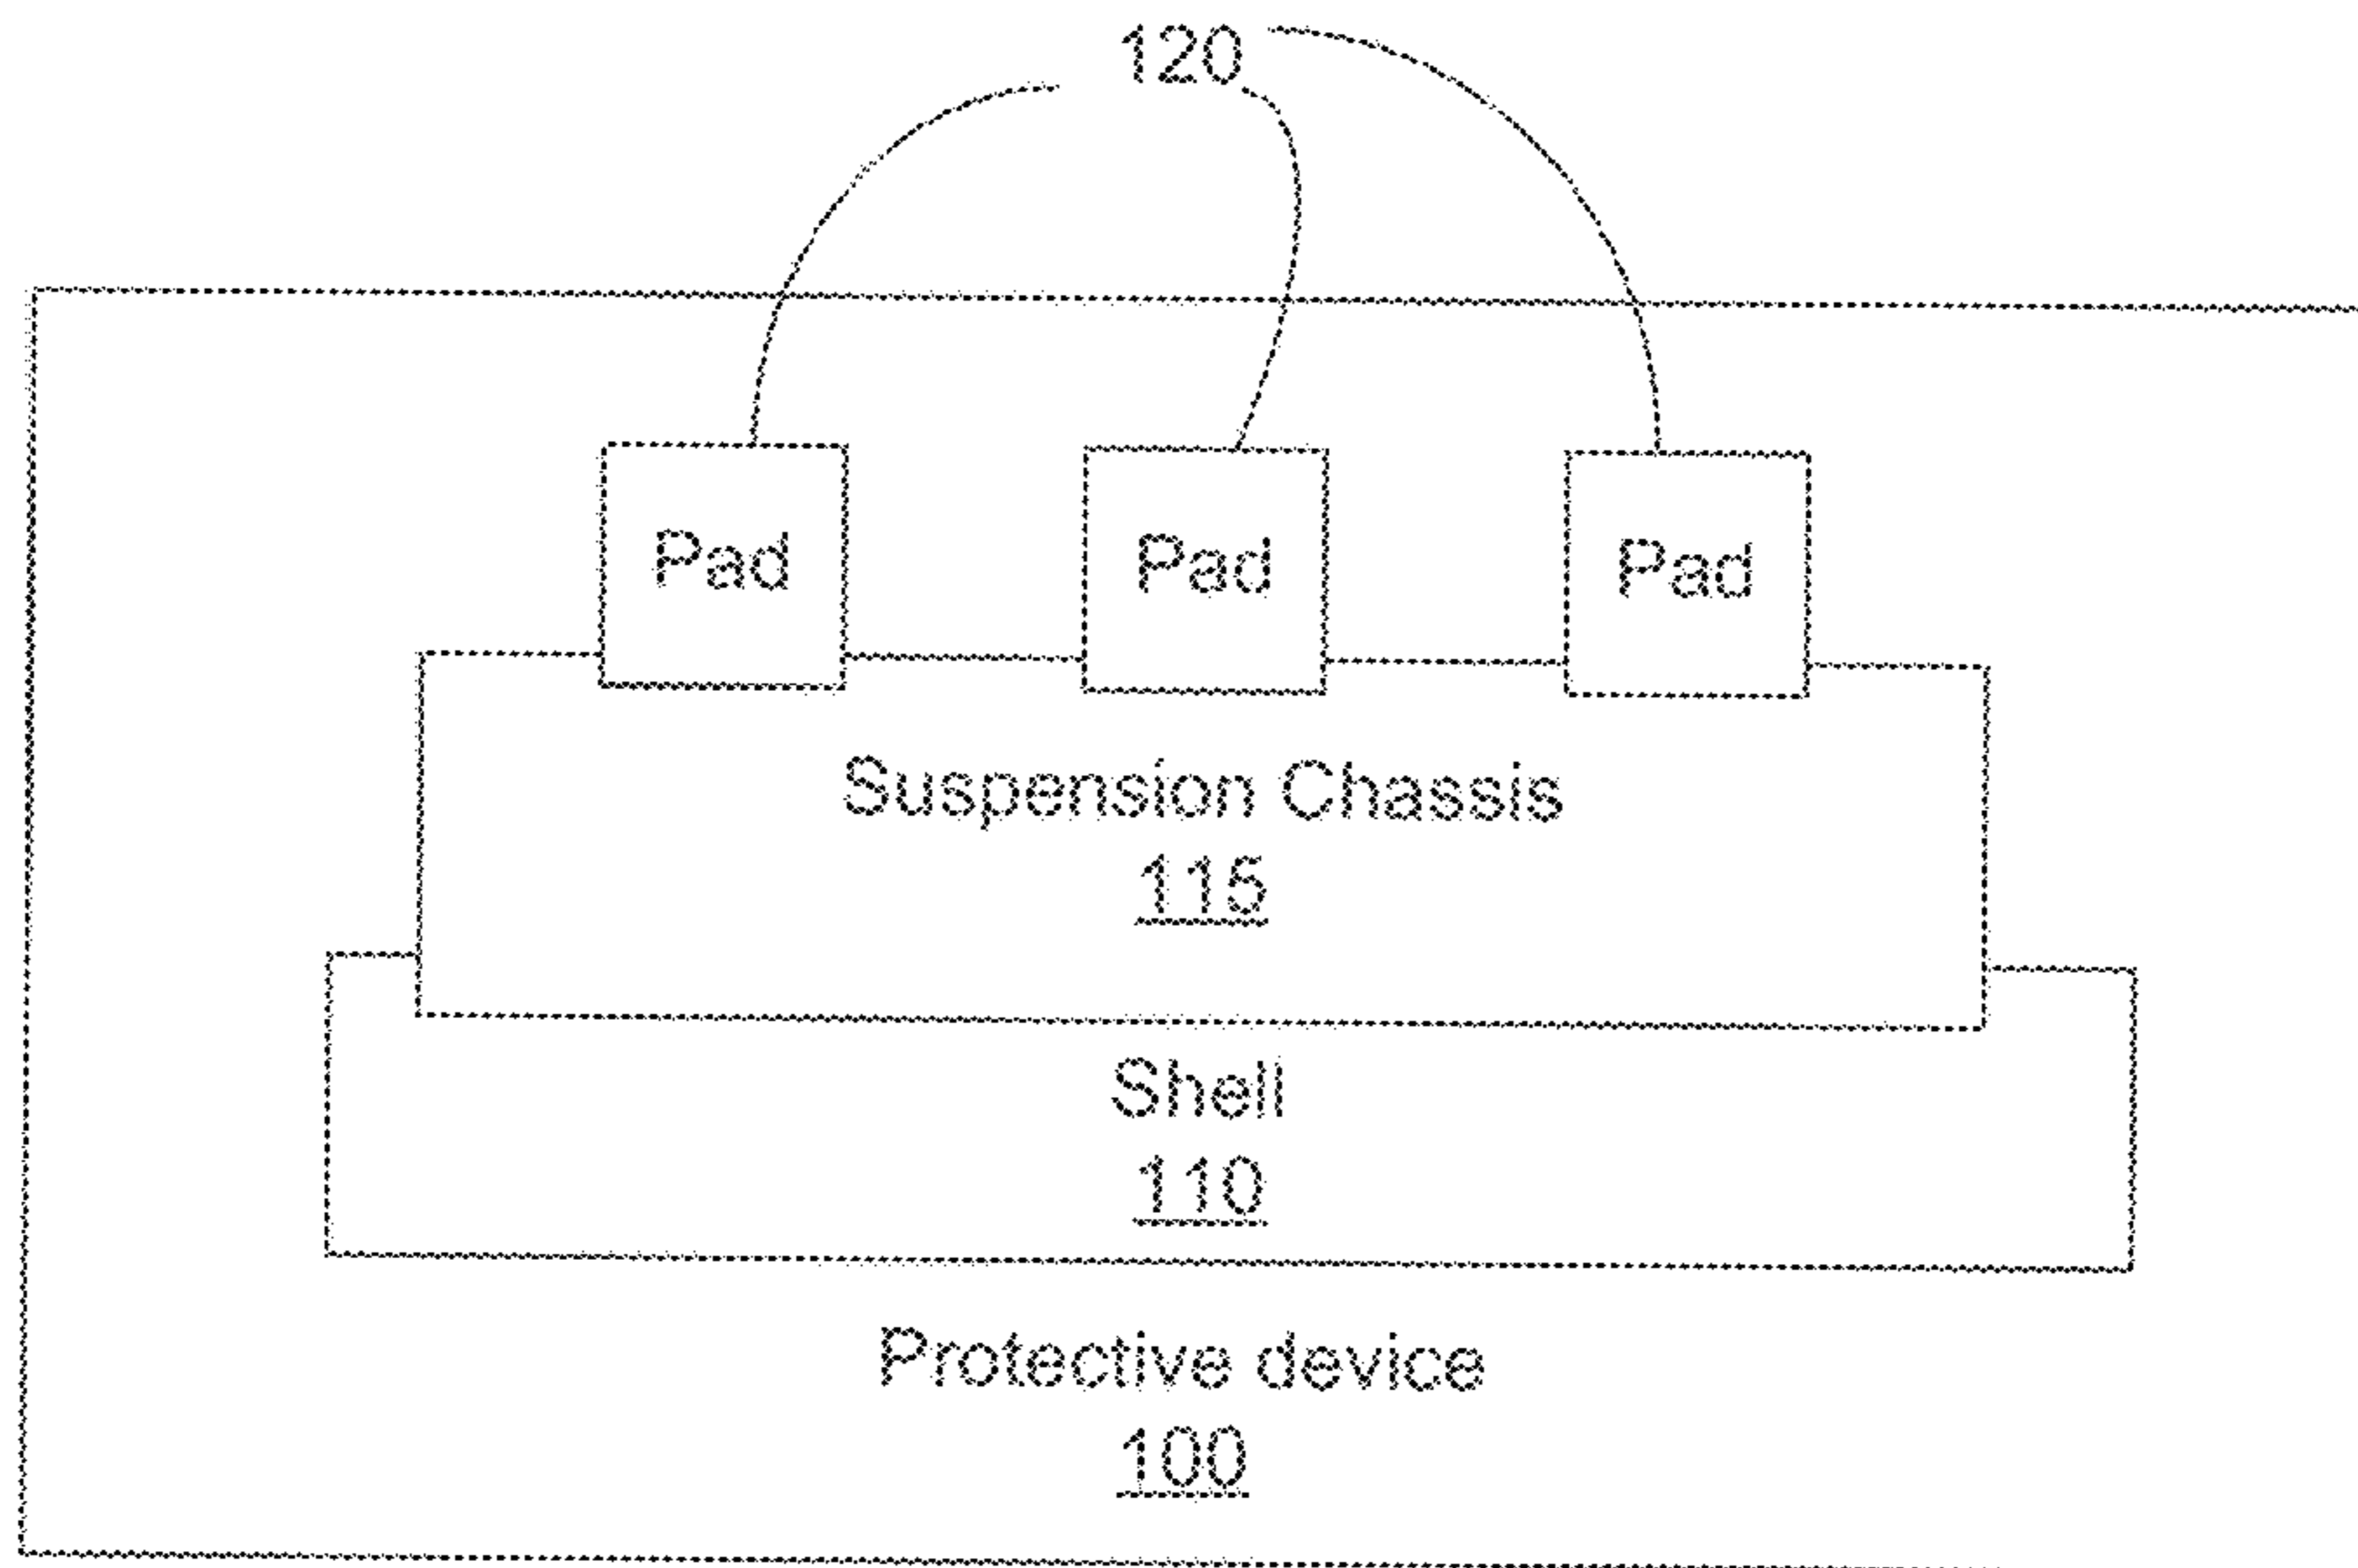 120
Pad Pad Pad
Suspension Chassis
115
Shell
110
Protective device
100